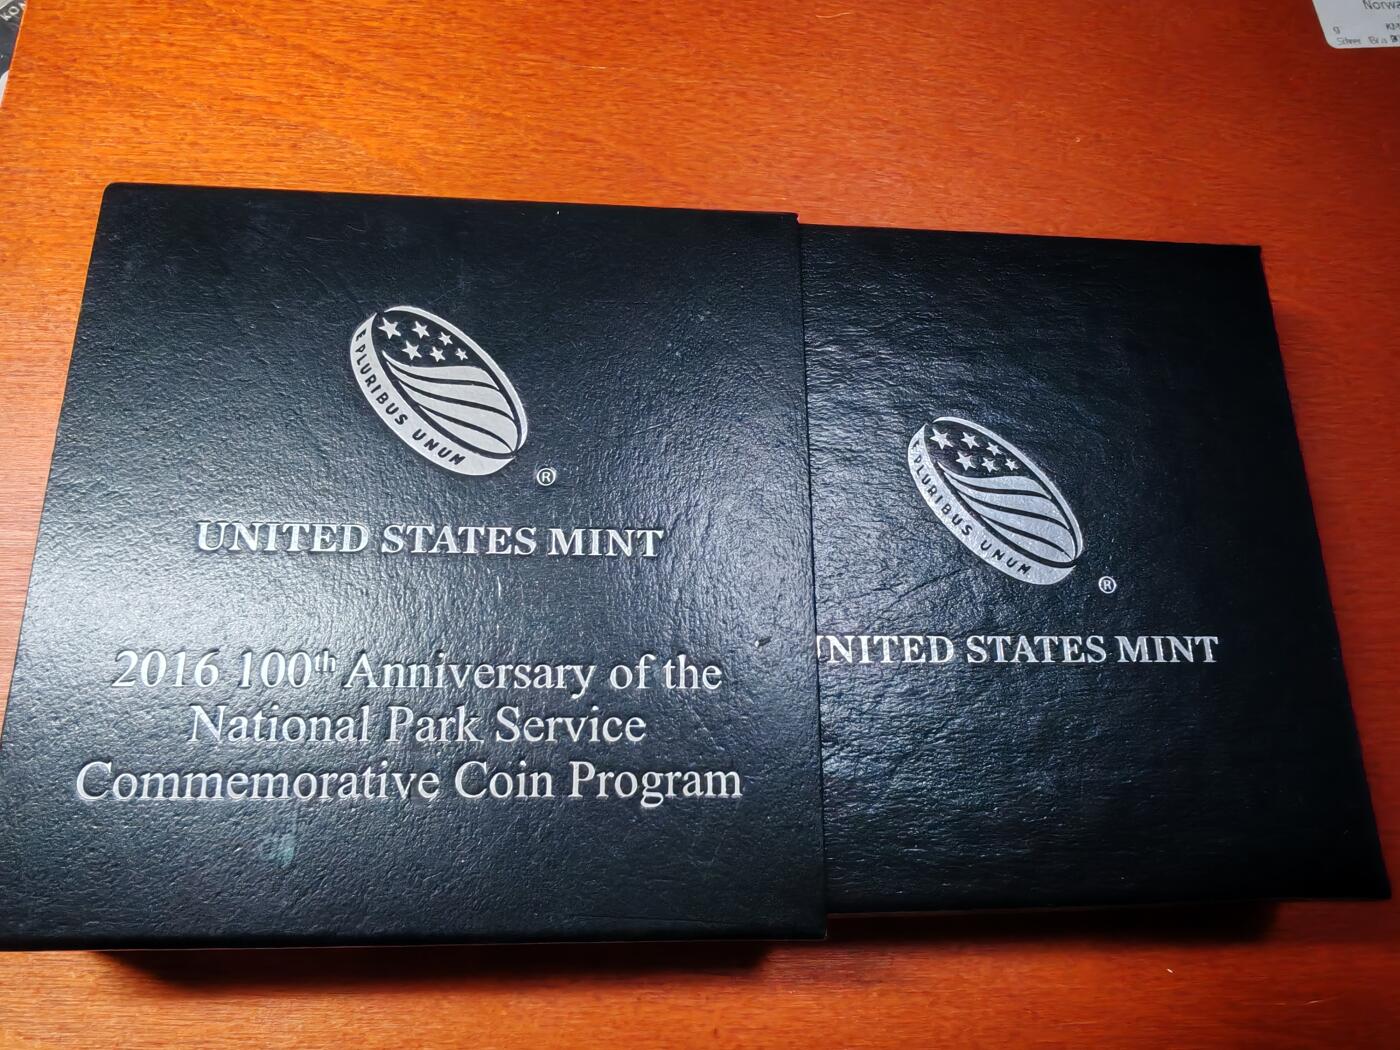 E PLURIBUS UNUM
®
UNITED STATES MINT
2016 100th Anniversary of the
National Park Service
Commemorative Coin Program
E PLURIBUS UNUM
®
NITED STATES MINT
Norwa